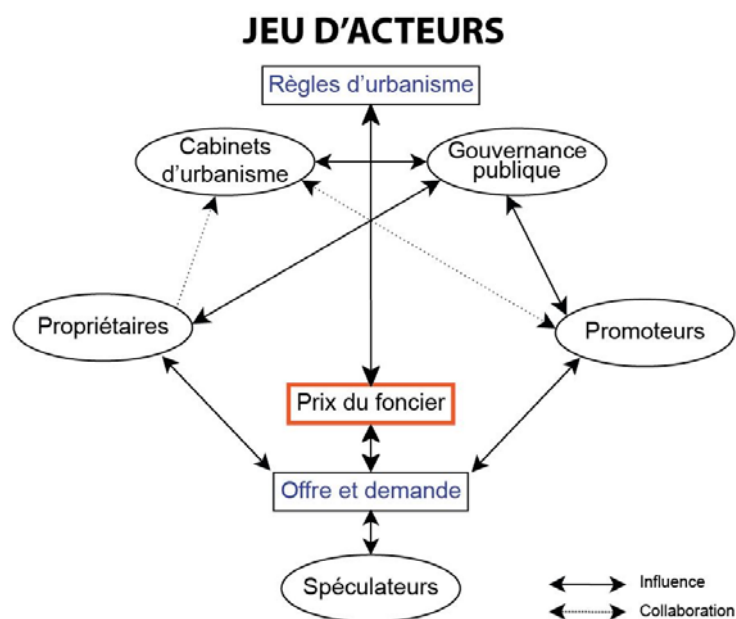 JEU D'ACTEURS
Règles d'urbanisme
Cabinets
d'urbanisme
Gouvernance
publique
Propriétaires
Promoteurs
Prix du foncier
Offre et demande
Spéculateurs
Influence
Collaboration